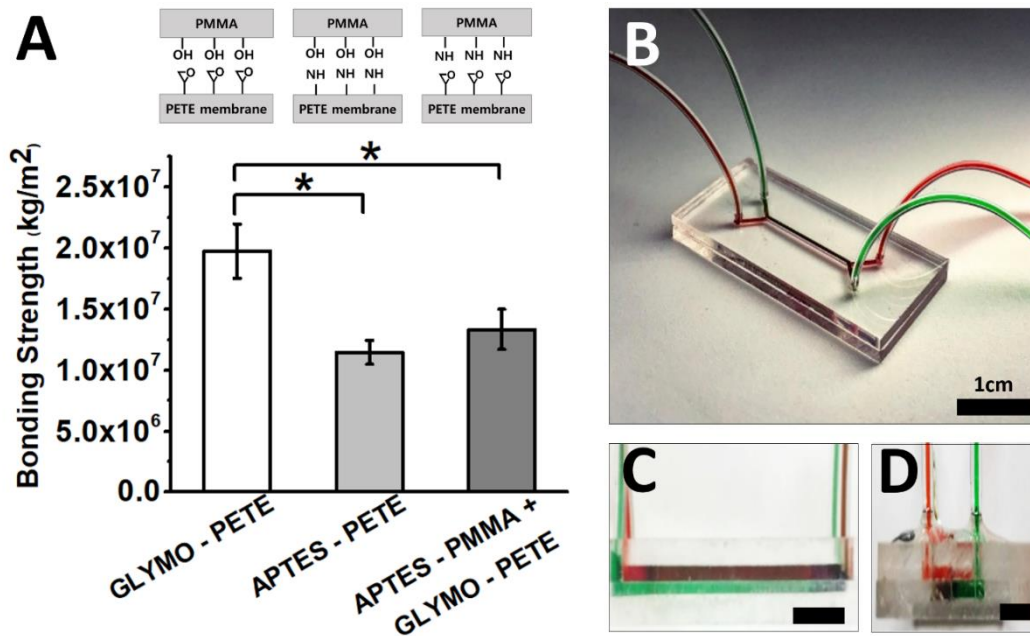 A
PMMA PMMA PMMA
OH OH OH OH OH OH NH NH NH
O O O NH NH NH O O O
PETE membrane PETE membrane PETE membrane
Bonding Strength (kg/m²)
2.5x10⁷
2.0x10⁷
1.5x10⁷
1.0x10⁷
5.0x10⁶
0.0
*
*
GLYMO - PETE
APTES - PETE
APTES - PMMA +
GLYMO - PETE
B
1cm
C
D